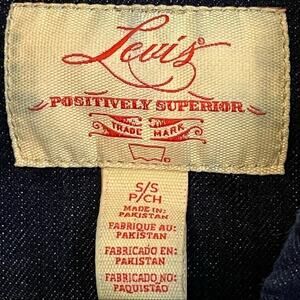 Levi's®
POSITIVELY SUPERIOR
TRADE MARK
S/S
P/CH
MADE IN:
PAKISTAN
FABRIQUE AU:
PAKISTAN
FABRICADO EN:
PAKISTAN
FABRICADO NO:
PAQUISTÃO